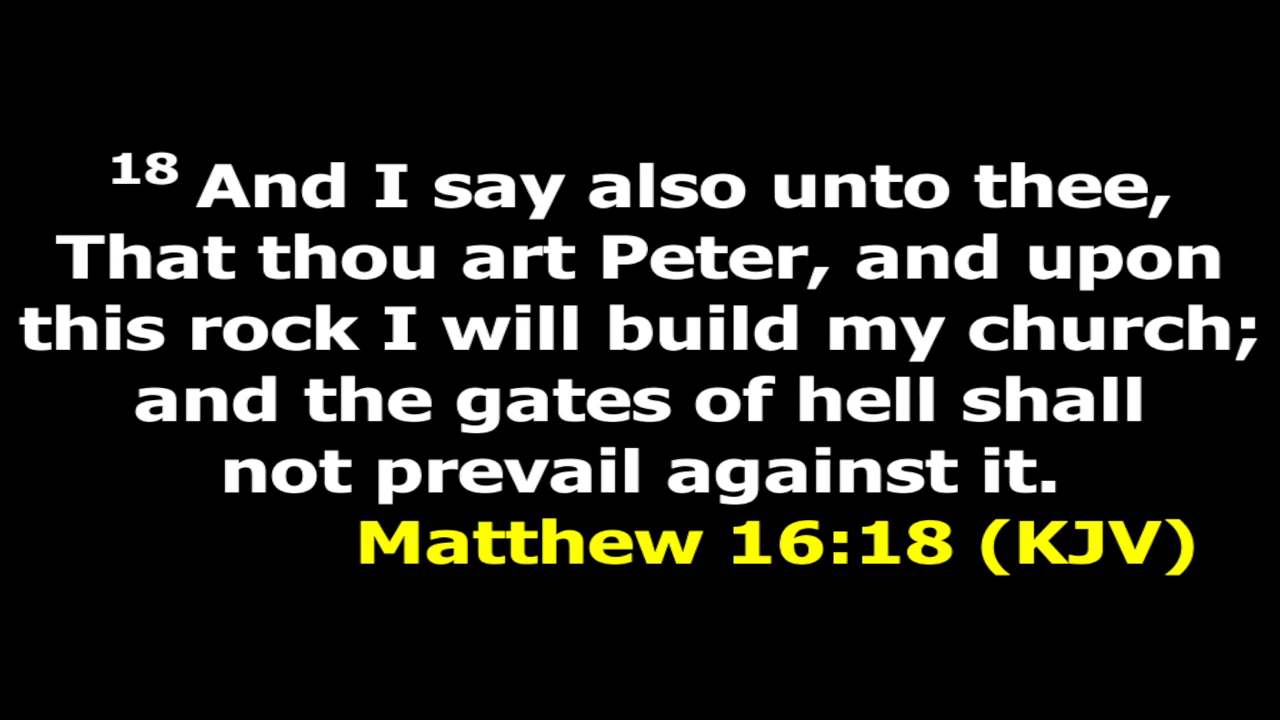 18 And I say also unto thee,
That thou art Peter, and upon
this rock I will build my church;
and the gates of hell shall
not prevail against it.
Matthew 16:18 (KJV)